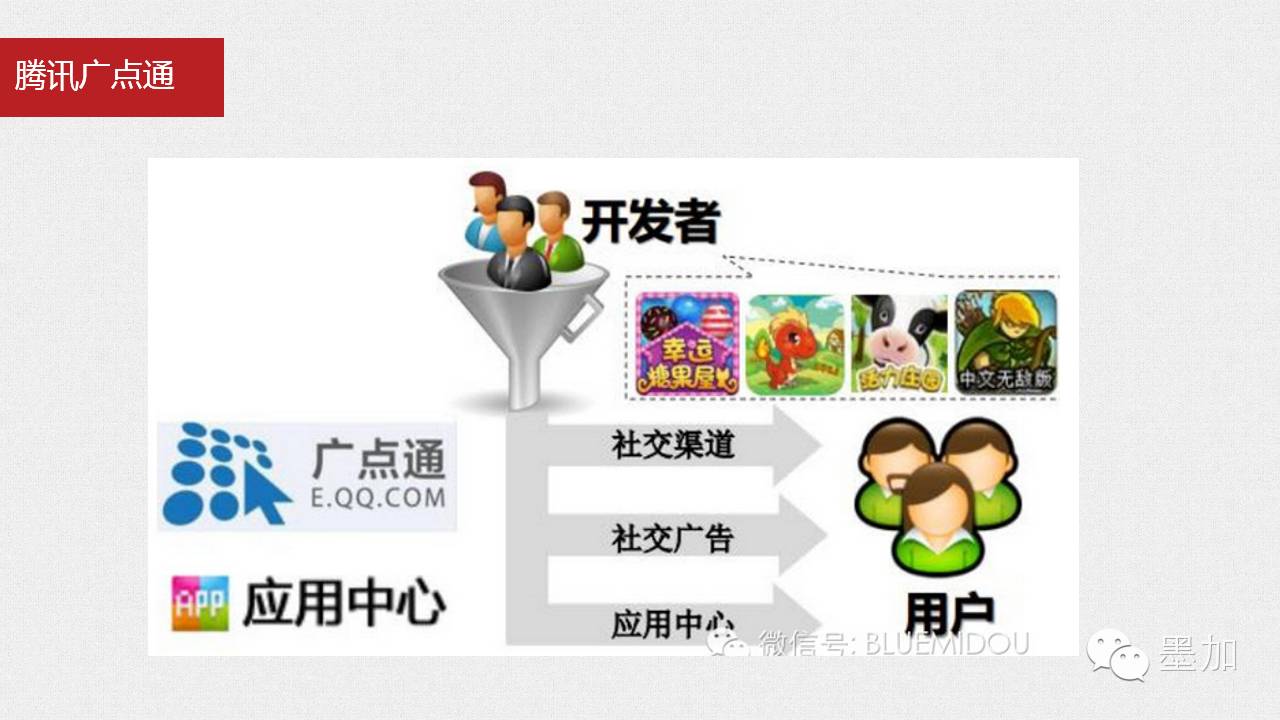 腾讯广点通
开发者
幸运
糖果屋
活力庄园
中文无敌版
广点通
E.QQ.COM
社交渠道
社交广告
APP
应用中心
应用中心
用户
微信号: BLUEMIDOU
墨加